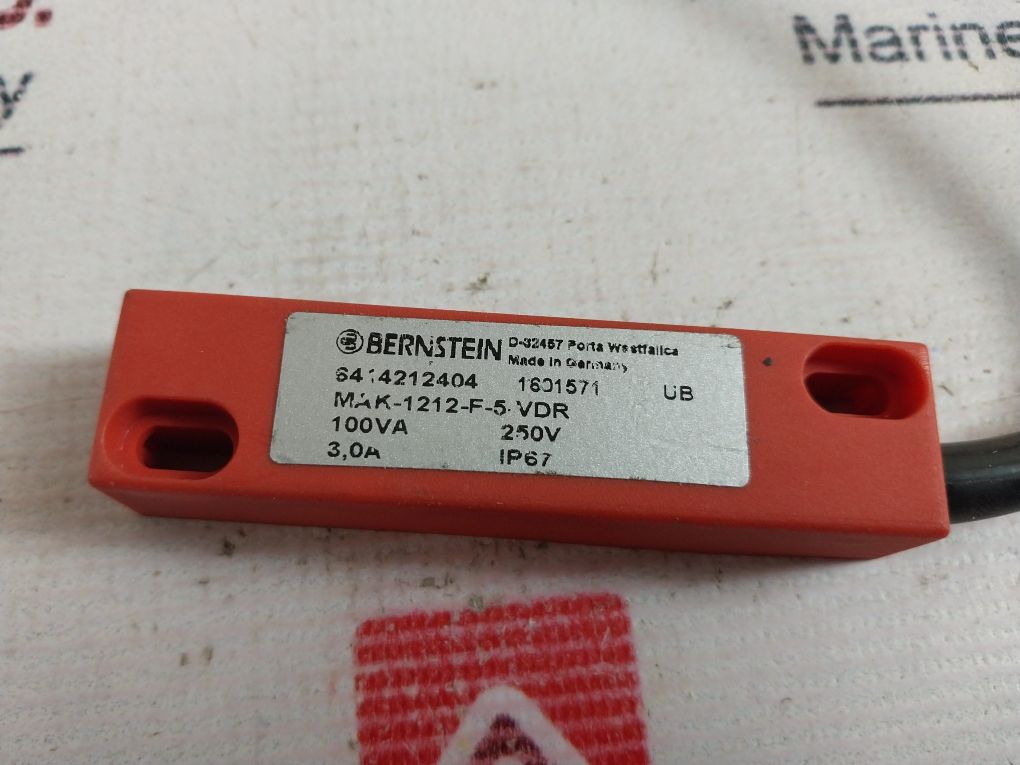 Marine
BERNSTEIN D-32457 Porta Westfalica
Made in Germany
6414212404 1601571 UB
MAK-1212-F-5-VDR
100VA 250V
3,0A IP67